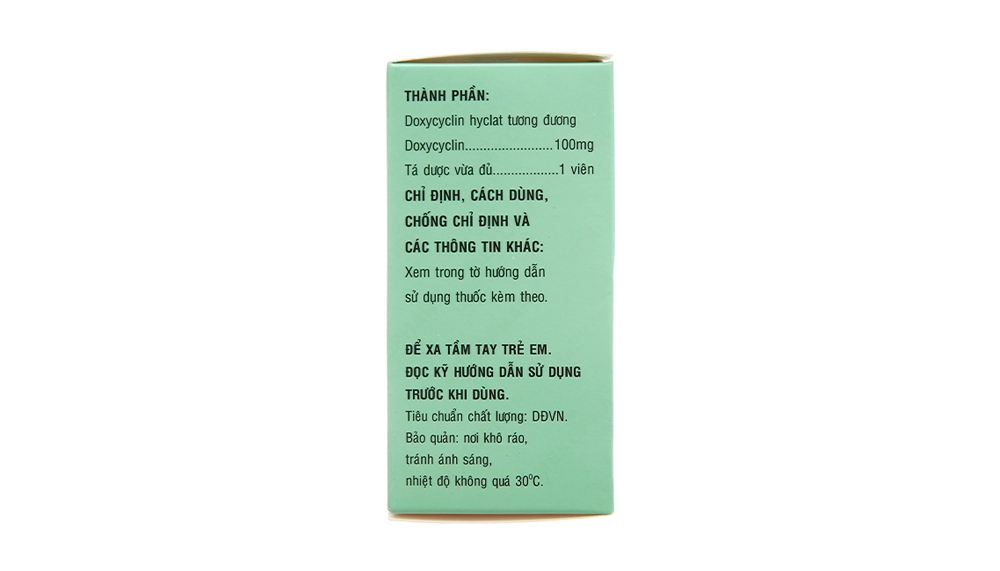 THÀNH PHẦN:
Doxycyclin hyclat tương đương
Doxycyclin........................100mg
Tá dược vừa đủ..................1 viên
CHỈ ĐỊNH, CÁCH DÙNG,
CHỐNG CHỈ ĐỊNH VÀ
CÁC THÔNG TIN KHÁC:
Xem trong tờ hướng dẫn
sử dụng thuốc kèm theo.
ĐỂ XA TẦM TAY TRẺ EM.
ĐỌC KỸ HƯỚNG DẪN SỬ DỤNG
TRƯỚC KHI DÙNG.
Tiêu chuẩn chất lượng: DĐVN.
Bảo quản: nơi khô ráo,
tránh ánh sáng,
nhiệt độ không quá 30⁰C.